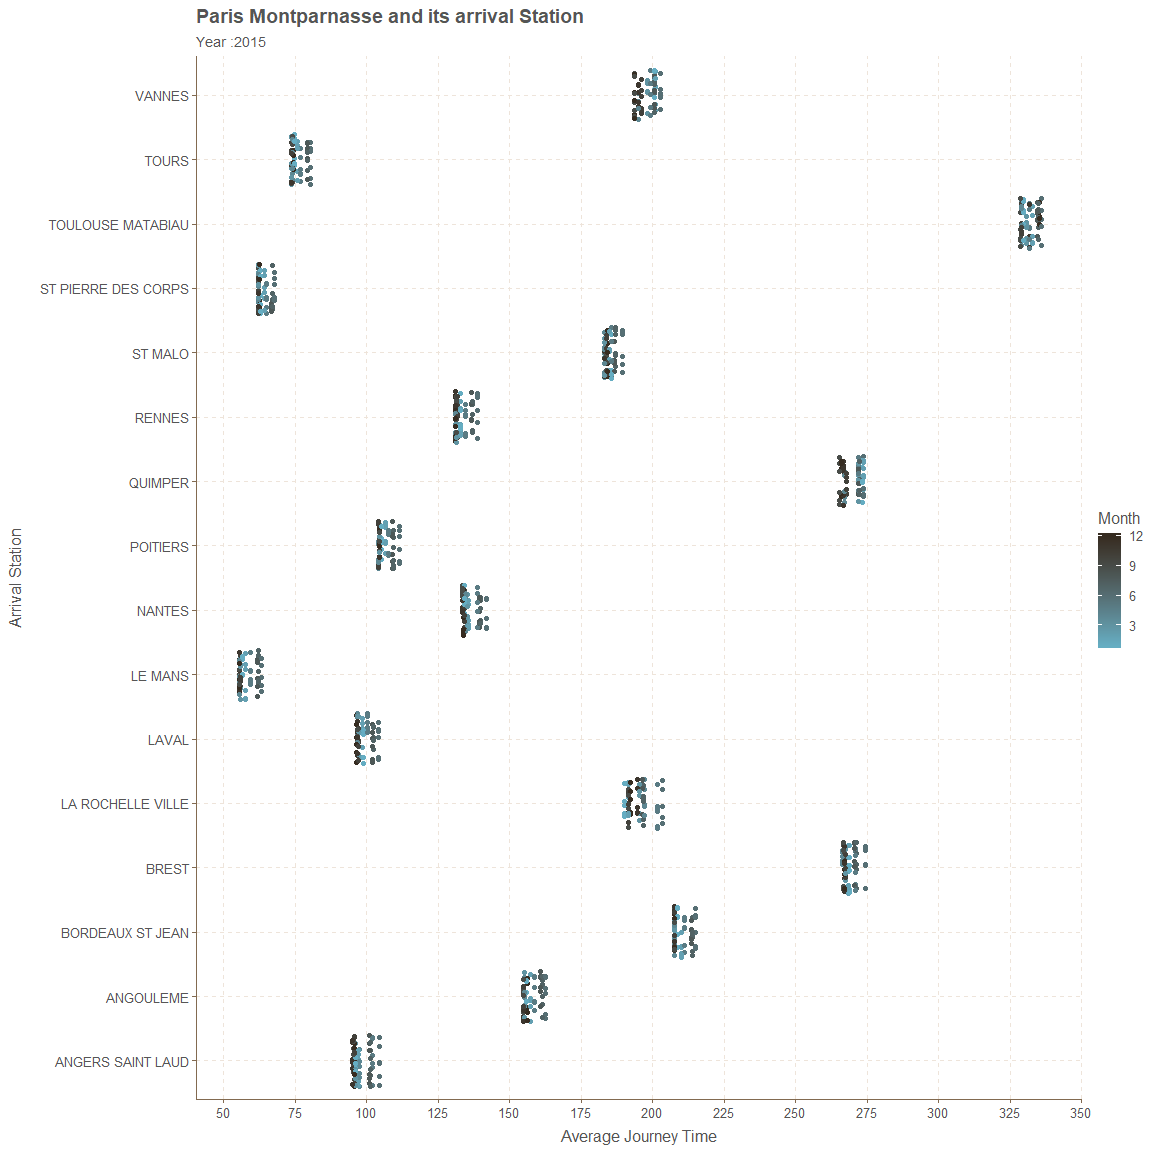 Paris Montparnasse and its arrival Station
Year :2015
VANNES
TOURS
TOULOUSE MATABIAU
ST PIERRE DES CORPS
ST MALO
RENNES
QUIMPER
POITIERS
NANTES
LE MANS
LAVAL
LA ROCHELLE VILLE
BREST
BORDEAUX ST JEAN
ANGOULEME
ANGERS SAINT LAUD
Arrival Station
50 75 100 125 150 175 200 225 250 275 300 325 350
Average Journey Time
Month
12
9
6
3